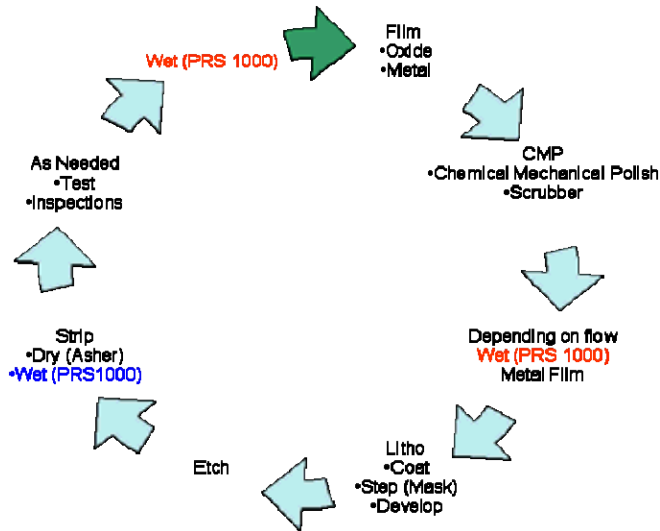 Wet (PRS 1000)
Film
•Oxide
•Metal
CMP
•Chemical Mechanical Polish
•Scrubber
Depending on flow
Wet (PRS 1000)
Metal Film
Litho
•Coat
•Step (Mask)
•Develop
Etch
Strip
•Dry (Asher)
•Wet (PRS1000)
As Needed
•Test
•Inspections